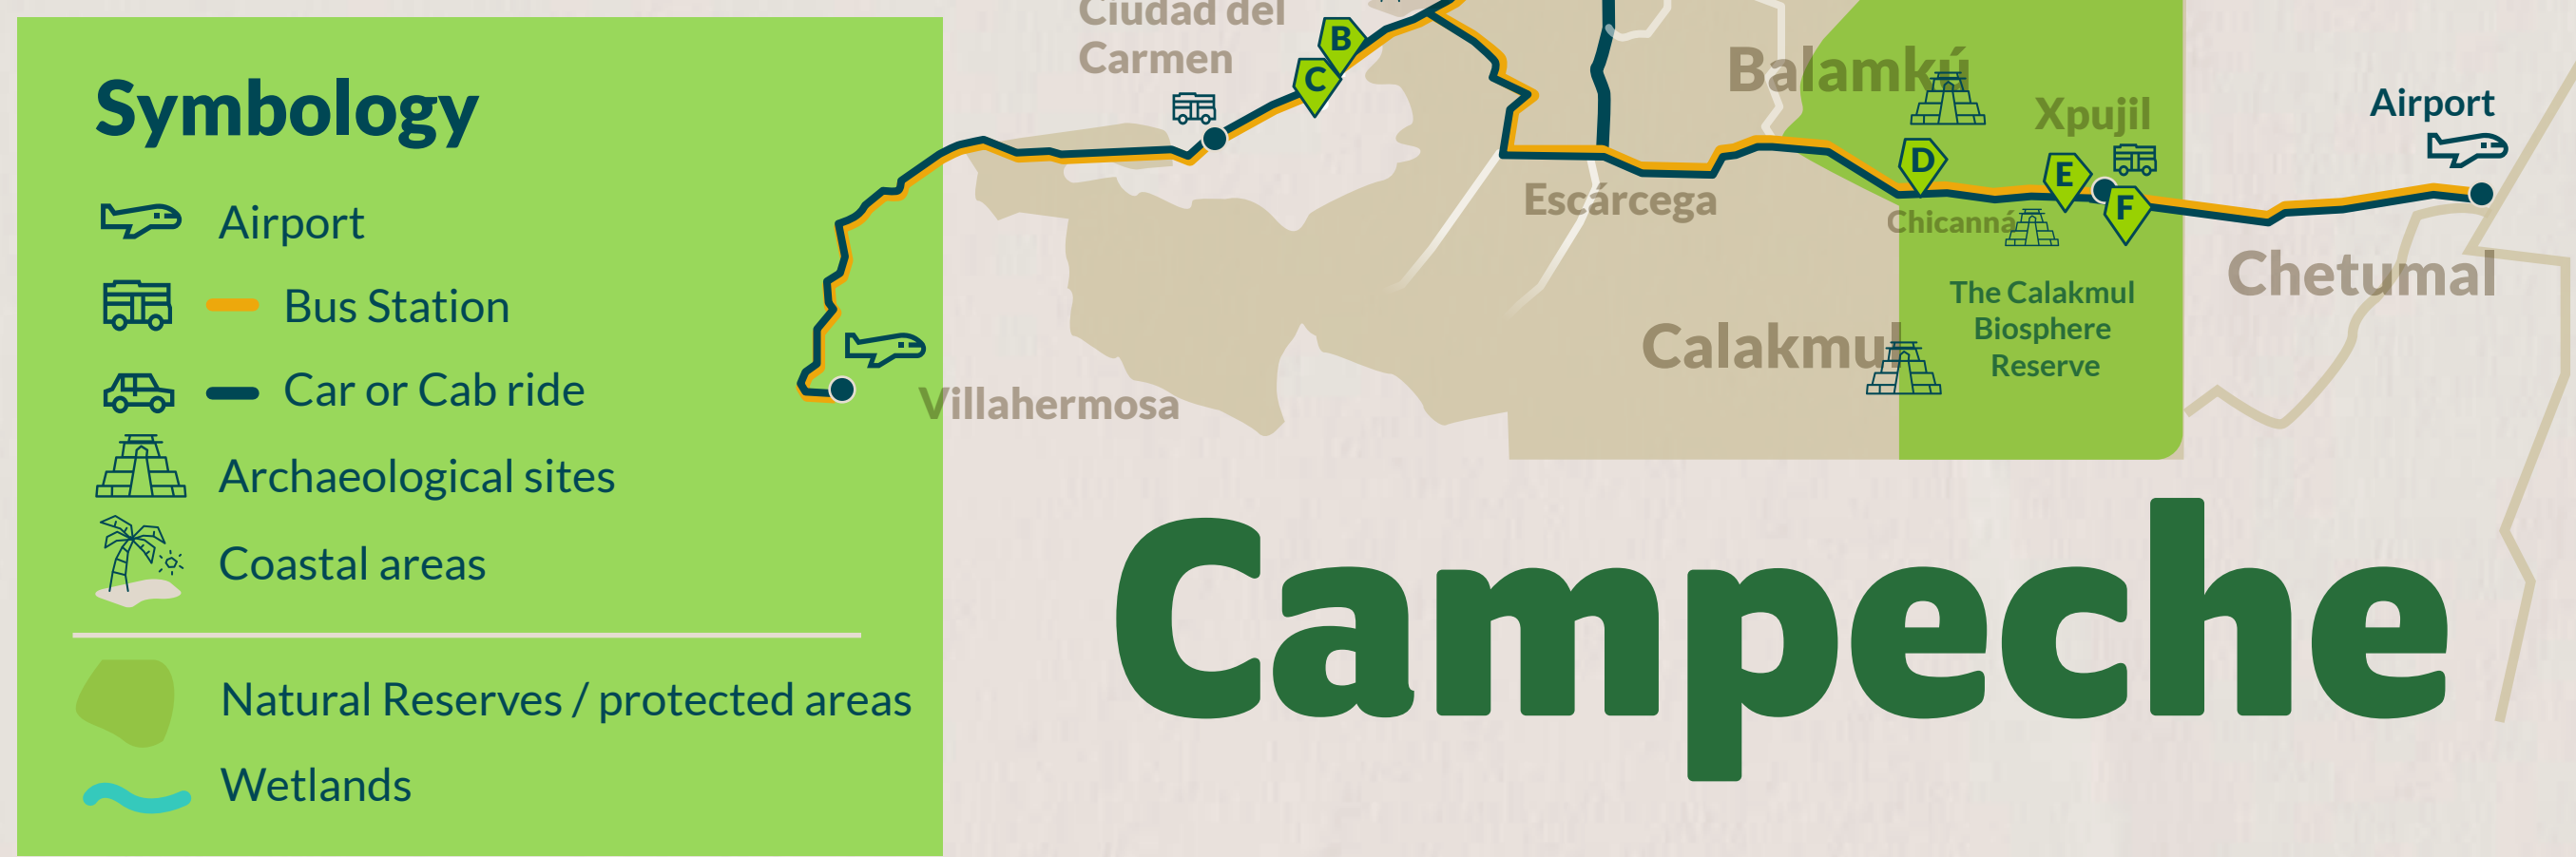 Symbology
Airport
Bus Station
Car or Cab ride
Archaeological sites
Coastal areas
Natural Reserves / protected areas
Wetlands
Ciudad del
Carmen
B
C
Villahermosa
Escárcega
Balamkú
Xpujil
D
E
F
Chicanná
The Calakmul
Biosphere
Reserve
Calakmul
Airport
Chetumal
Campeche